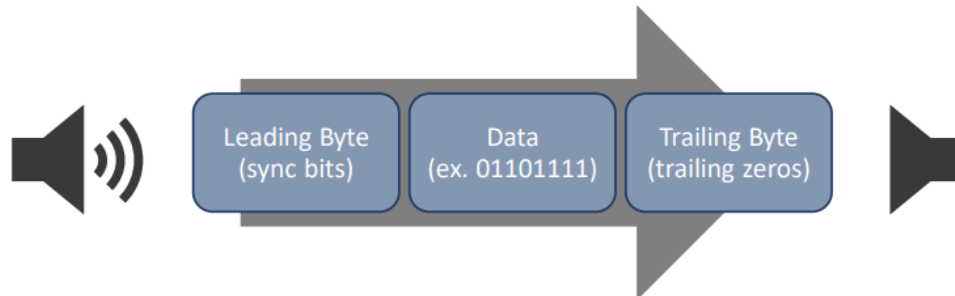 Leading Byte
(sync bits)
Data
(ex. 01101111)
Trailing Byte
(trailing zeros)